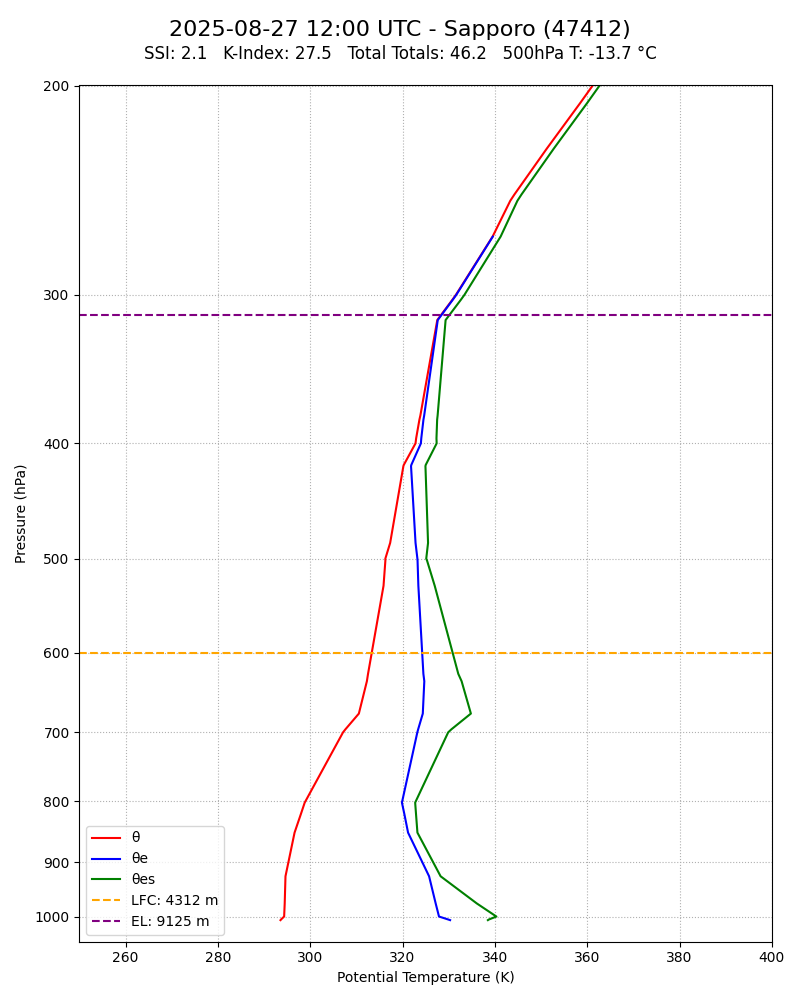 2025-08-27 12:00 UTC - Sapporo (47412)
SSI: 2.1 K-Index: 27.5 Total Totals: 46.2 500hPa T: -13.7 °C
200
300
400
500
600
700
800
900
1000
Pressure (hPa)
θ
θe
θes
LFC: 4312 m
EL: 9125 m
260 280 300 320 340 360 380 400
Potential Temperature (K)